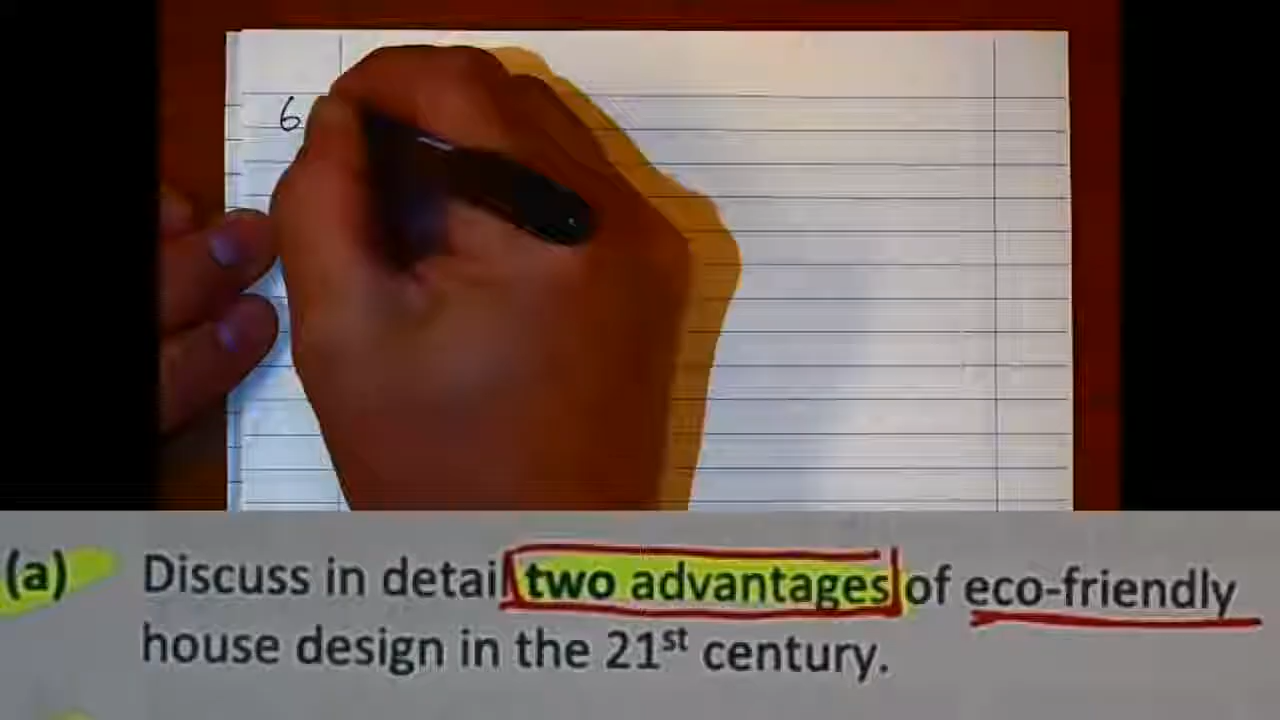 6
(a) Discuss in detail two advantages of eco-friendly
house design in the 21st century.